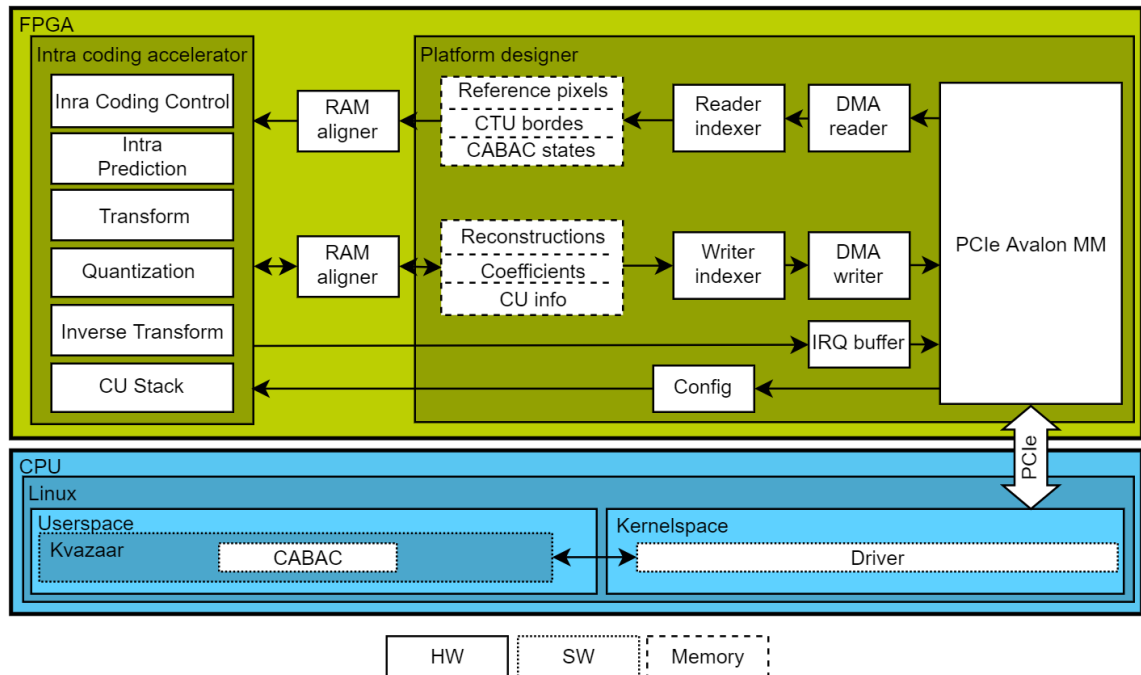 FPGA
Intra coding accelerator
Inra Coding Control
Intra
Prediction
Transform
Quantization
Inverse Transform
CU Stack
RAM
aligner
RAM
aligner
Platform designer
Reference pixels
CTU bordes
CABAC states
Reader
indexer
DMA
reader
Reconstructions
Coefficients
CU info
Writer
indexer
DMA
writer
IRQ buffer
Config
PCIe Avalon MM
PCIe
CPU
Linux
Userspace
Kvazaar
CABAC
Kernelspace
Driver
HW
SW
Memory